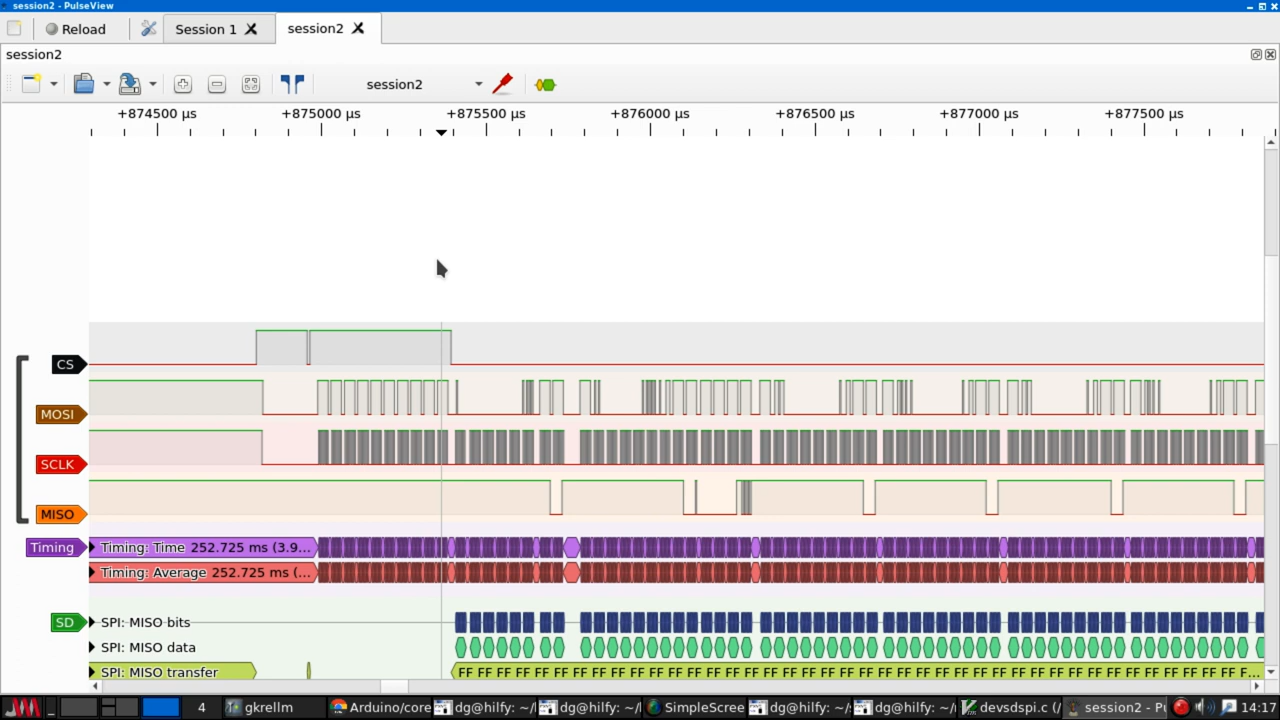 session2 - PulseView
Reload
Session 1
session2
session2
session2
+874500 µs +875000 µs +875500 µs +876000 µs +876500 µs +877000 µs +877500 µs
CS
MOSI
SCLK
MISO
Timing Timing: Time 252.725 ms (3.9...
Timing: Average 252.725 ms (...
SD SPI: MISO bits
SPI: MISO data
SPI: MISO transfer FF FF FF FF FF FF FF FF FF FF FF FF FF FF FF FF FF FF FF FF FF FF FF FF FF FF FF FF FF FF FF FF FF FF FF FF FF FF FF F...
4 gkrellm Arduino/core dg@hilfy: ~/ dg@hilfy: ~/ SimpleScree dg@hilfy: ~/ dg@hilfy: ~/ devsdspi.c (/ session2 - Pu 14:17